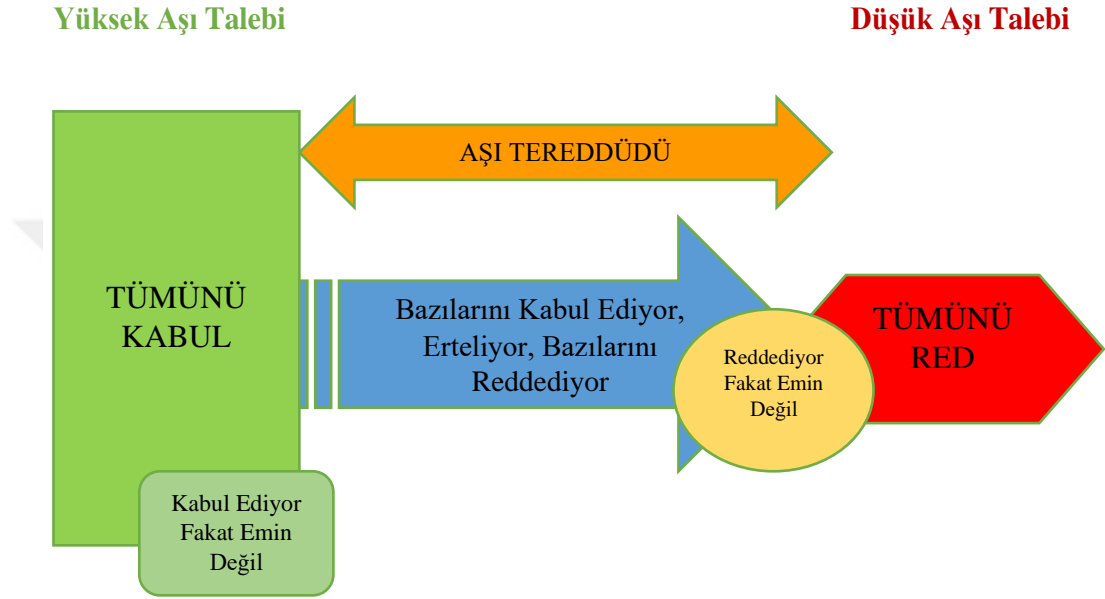 Yüksek Aşı Talebi
Düşük Aşı Talebi
AŞI TEREDDÜDÜ
TÜMÜNÜ
KABUL
Bazılarını Kabul Ediyor,
Erteliyor, Bazılarını
Reddediyor
Reddediyor
Fakat Emin
Değil
TÜMÜNÜ
RED
Kabul Ediyor
Fakat Emin
Değil